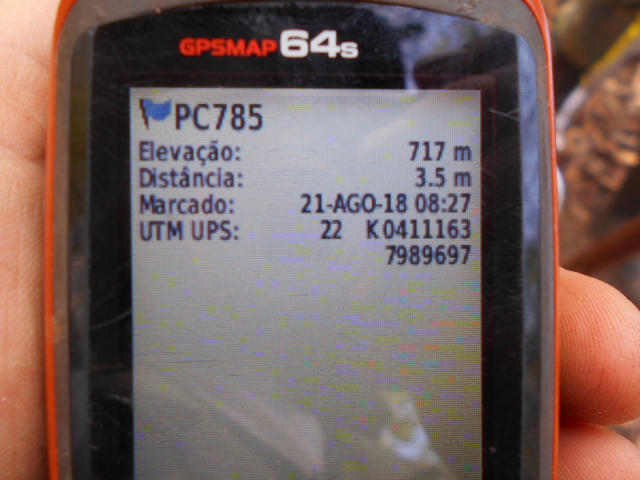 GPSMAP 64s
PC785
Elevação: 717 m
Distância: 3.5 m
Marcado: 21-AGO-18 08:27
UTM UPS: 22 K0411163
7989697